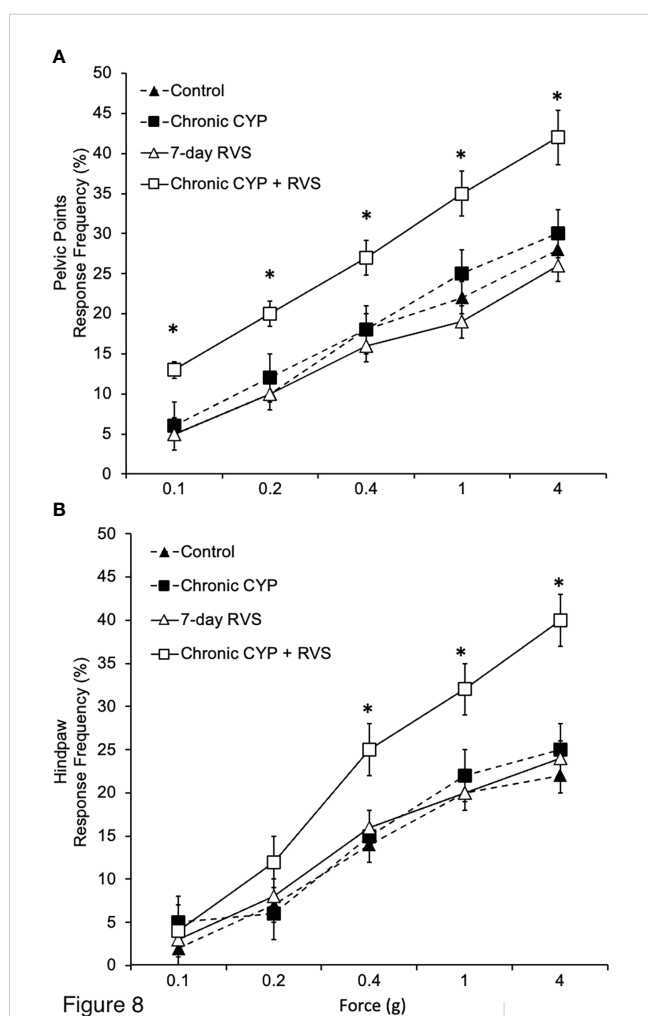 A
Pelvic Points
Response Frequency (%)
50
45
40
35
30
25
20
15
10
5
0
Control
Chronic CYP
7-day RVS
Chronic CYP + RVS
*
*
*
*
*
0.1 0.2 0.4 1 4
B
Hindpaw
Response Frequency (%)
50
45
40
35
30
25
20
15
10
5
0
Control
Chronic CYP
7-day RVS
Chronic CYP + RVS
*
*
*
0.1 0.2 0.4 1 4
Figure 8
Force (g)